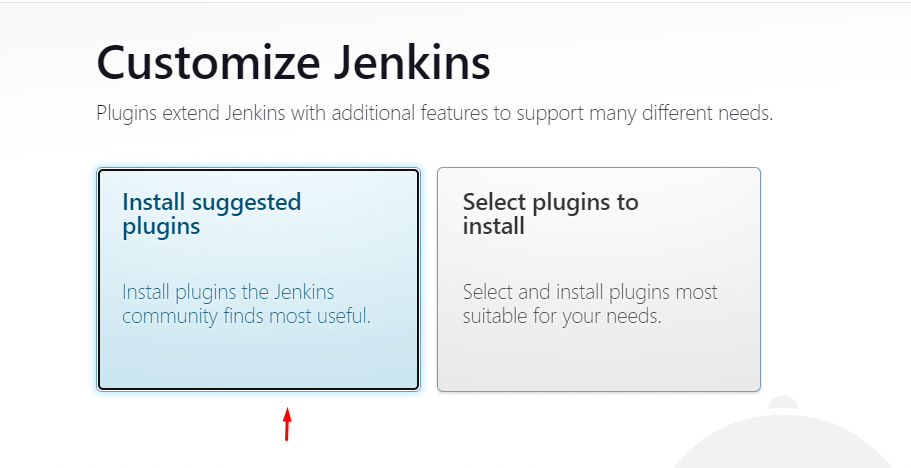 Customize Jenkins
Plugins extend Jenkins with additional features to support many different needs.
Install suggested
plugins
Install plugins the Jenkins
community finds most useful.
Select plugins to
install
Select and install plugins most
suitable for your needs.